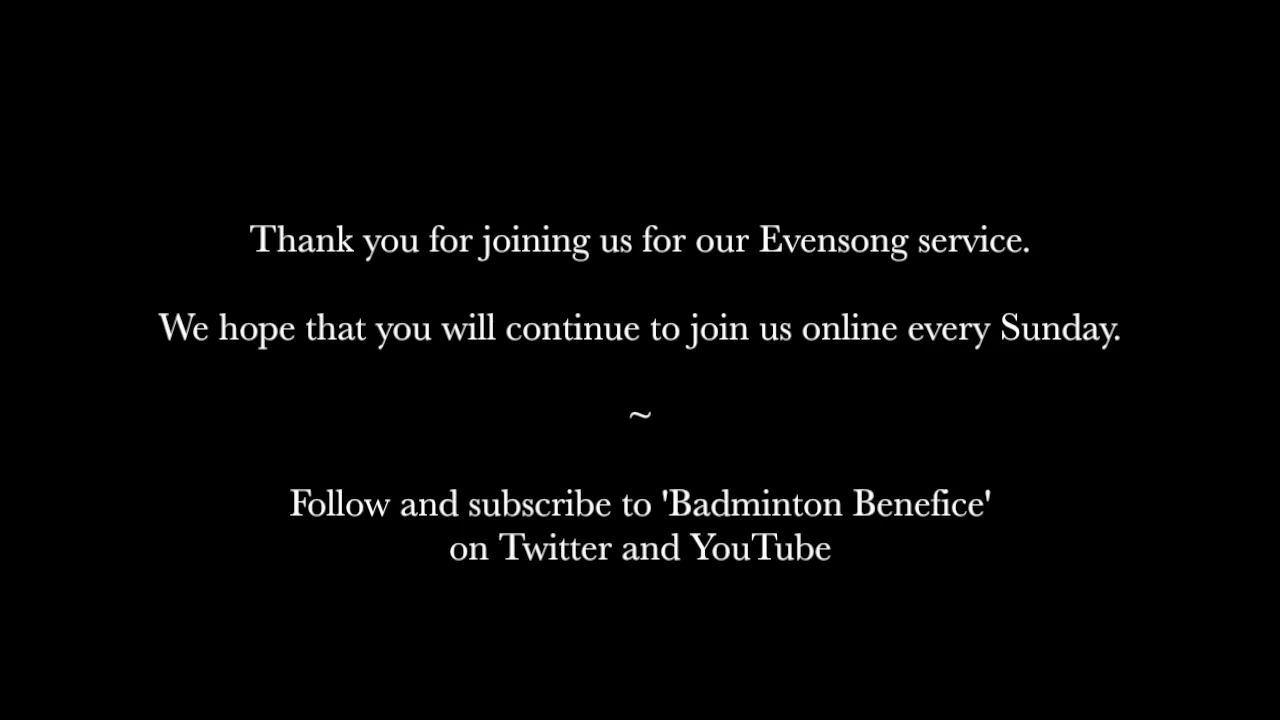 Thank you for joining us for our Evensong service.
We hope that you will continue to join us online every Sunday.
~
Follow and subscribe to 'Badminton Benefice'
on Twitter and YouTube